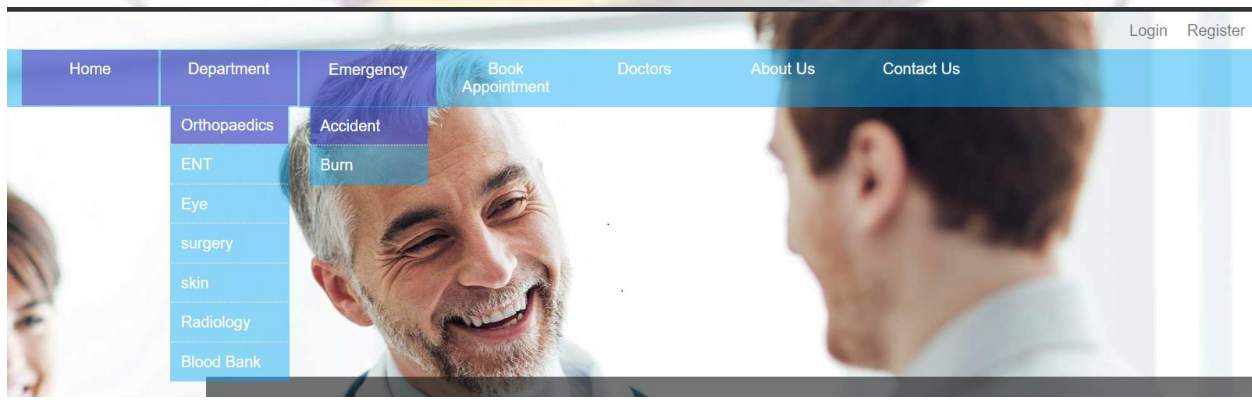 Login Register
Home Department Emergency Book Appointment Doctors About Us Contact Us
Orthopaedics Accident
ENT Burn
Eye
surgery
skin
Radiology
Blood Bank